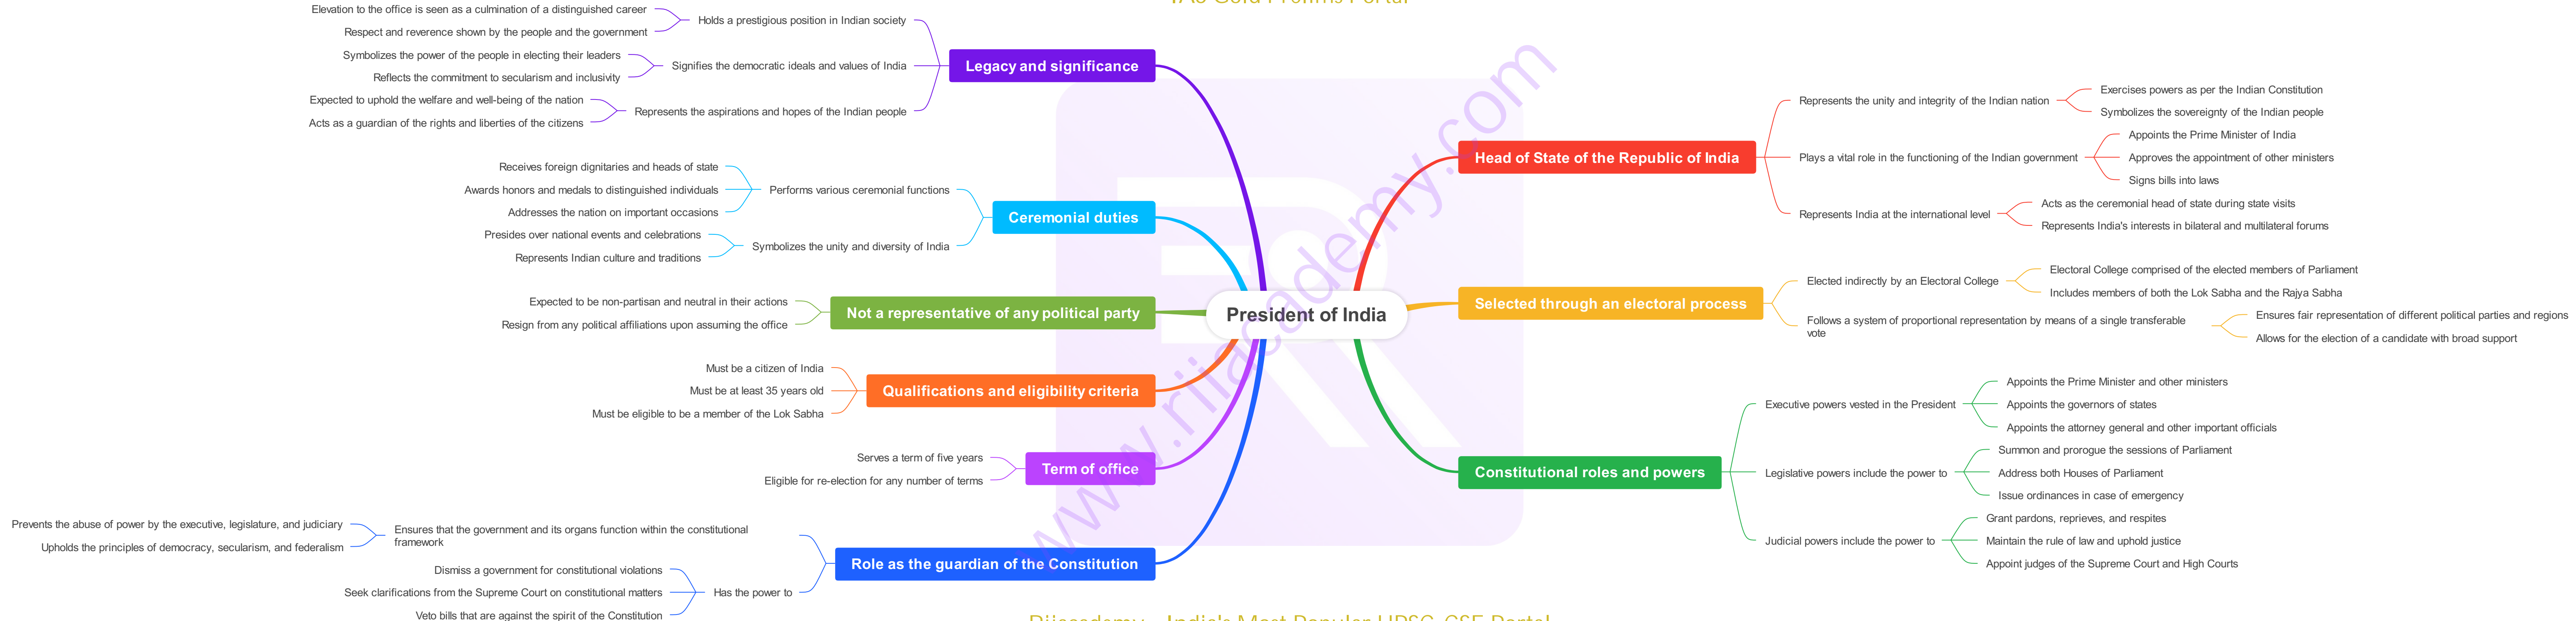 IAS Gold Prelims Portal
President of India
Legacy and significance
Holds a prestigious position in Indian society
Elevation to the office is seen as a culmination of a distinguished career
Respect and reverence shown by the people and the government
Signifies the democratic ideals and values of India
Symbolizes the power of the people in electing their leaders
Reflects the commitment to secularism and inclusivity
Represents the aspirations and hopes of the Indian people
Expected to uphold the welfare and well-being of the nation
Acts as a guardian of the rights and liberties of the citizens
Ceremonial duties
Performs various ceremonial functions
Receives foreign dignitaries and heads of state
Awards honors and medals to distinguished individuals
Addresses the nation on important occasions
Symbolizes the unity and diversity of India
Presides over national events and celebrations
Represents Indian culture and traditions
Not a representative of any political party
Expected to be non-partisan and neutral in their actions
Resign from any political affiliations upon assuming the office
Qualifications and eligibility criteria
Must be a citizen of India
Must be at least 35 years old
Must be eligible to be a member of the Lok Sabha
Term of office
Serves a term of five years
Eligible for re-election for any number of terms
Role as the guardian of the Constitution
Ensures that the government and its organs function within the constitutional
framework
Prevents the abuse of power by the executive, legislature, and judiciary
Upholds the principles of democracy, secularism, and federalism
Has the power to
Dismiss a government for constitutional violations
Seek clarifications from the Supreme Court on constitutional matters
Veto bills that are against the spirit of the Constitution
Head of State of the Republic of India
Represents the unity and integrity of the Indian nation
Exercises powers as per the Indian Constitution
Symbolizes the sovereignty of the Indian people
Plays a vital role in the functioning of the Indian government
Appoints the Prime Minister of India
Approves the appointment of other ministers
Signs bills into laws
Represents India at the international level
Acts as the ceremonial head of state during state visits
Represents India's interests in bilateral and multilateral forums
Selected through an electoral process
Elected indirectly by an Electoral College
Electoral College comprised of the elected members of Parliament
Includes members of both the Lok Sabha and the Rajya Sabha
Follows a system of proportional representation by means of a single transferable
vote
Ensures fair representation of different political parties and regions
Allows for the election of a candidate with broad support
Constitutional roles and powers
Executive powers vested in the President
Appoints the Prime Minister and other ministers
Appoints the governors of states
Appoints the attorney general and other important officials
Legislative powers include the power to
Summon and prorogue the sessions of Parliament
Address both Houses of Parliament
Issue ordinances in case of emergency
Judicial powers include the power to
Grant pardons, reprieves, and respites
Maintain the rule of law and uphold justice
Appoint judges of the Supreme Court and High Courts
www.rijacademy.com
India's Most Popular UPSC-CSE Portal